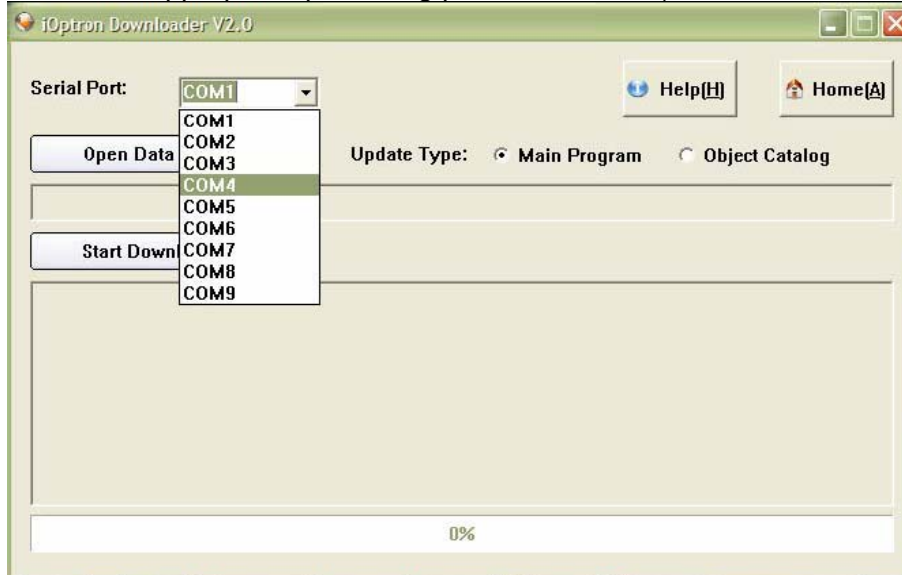 iOptron Downloader V2.0
Serial Port:
COM1
Help(H)
Home(A)
COM1
COM2
COM3
COM4
COM5
COM6
COM7
COM8
COM9
Open Data
Update Type:
Main Program
Object Catalog
Start Downl
0%